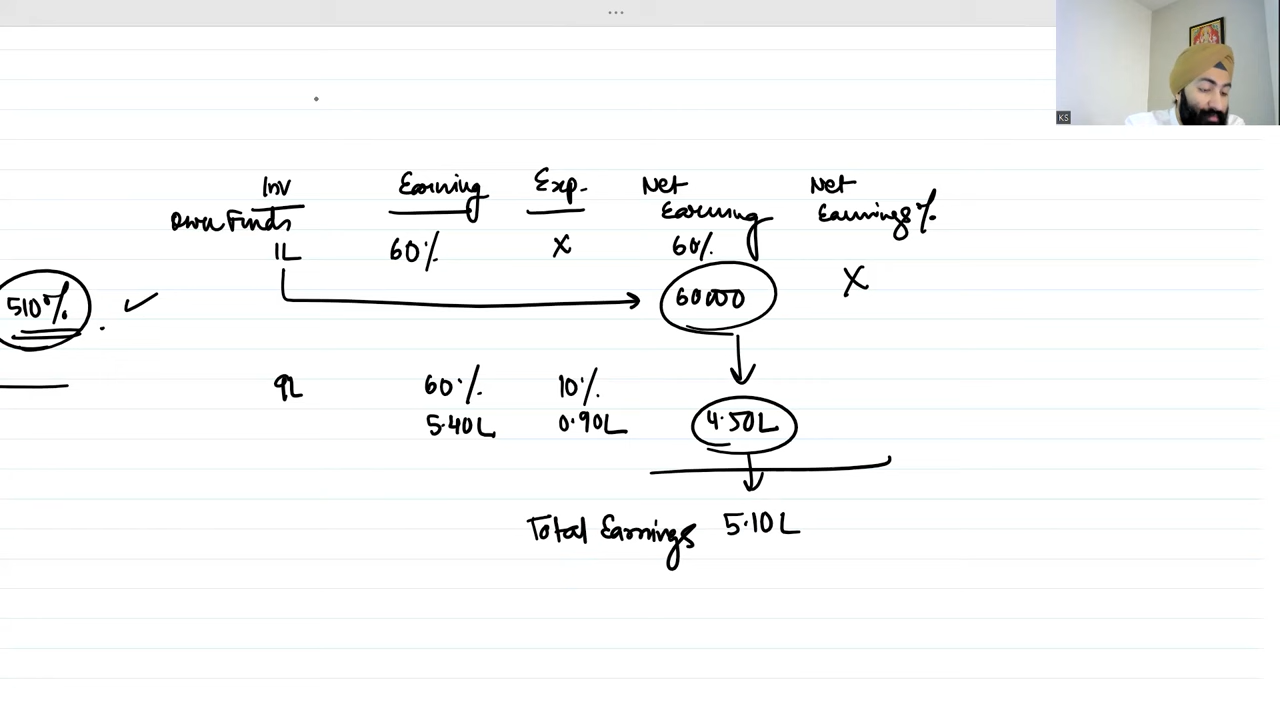 KS
Inv Earning Exp. Net Net
Own Funds Earning Earnings %
1L 60% X 60%
510% ✓ 60000 X
9L 60% 10%
5.40L 0.90L 4.50L
Total Earnings 5.10L